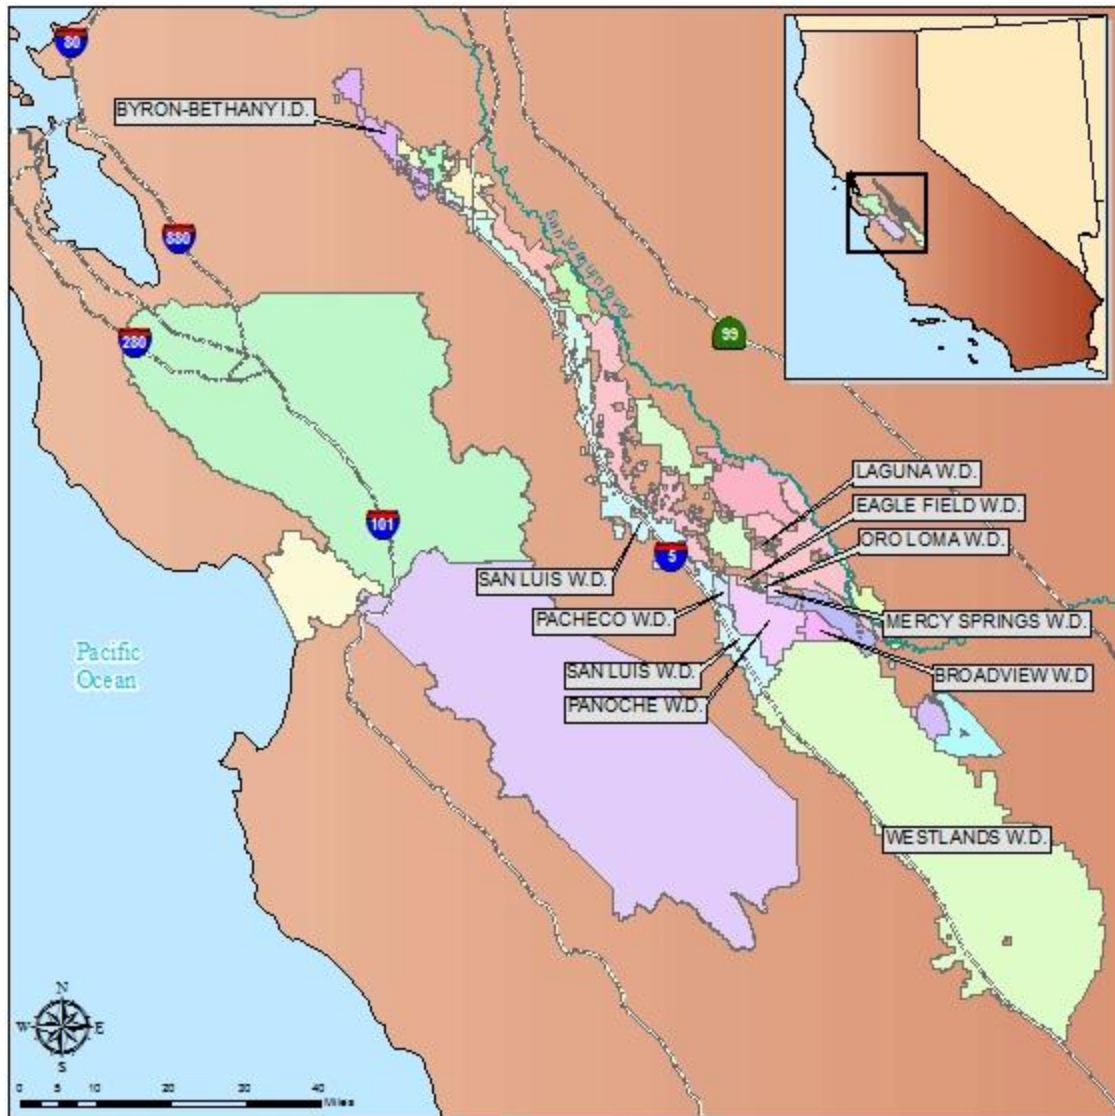 80
BYRON-BETHANY I.D.
880
San Joaquin River
280
99
LAGUNA W.D.
EAGLE FIELD W.D.
ORO LOMA W.D.
101
5
SAN LUIS W.D.
PACHECO W.D.
MERCY SPRINGS W.D.
Pacific
Ocean
SAN LUIS W.D.
BROADVIEW W.D
PANOCHE W.D.
WESTLANDS W.D.
N
W
E
S
0 5 10 20 30 40
Miles